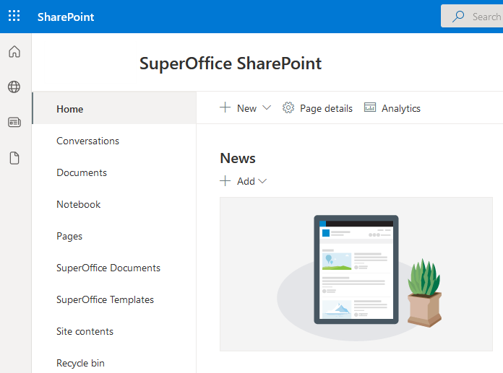 SharePoint
Search
SuperOffice SharePoint
Home
New
Page details
Analytics
Conversations
Documents
Notebook
Pages
SuperOffice Documents
SuperOffice Templates
Site contents
Recycle bin
News
Add